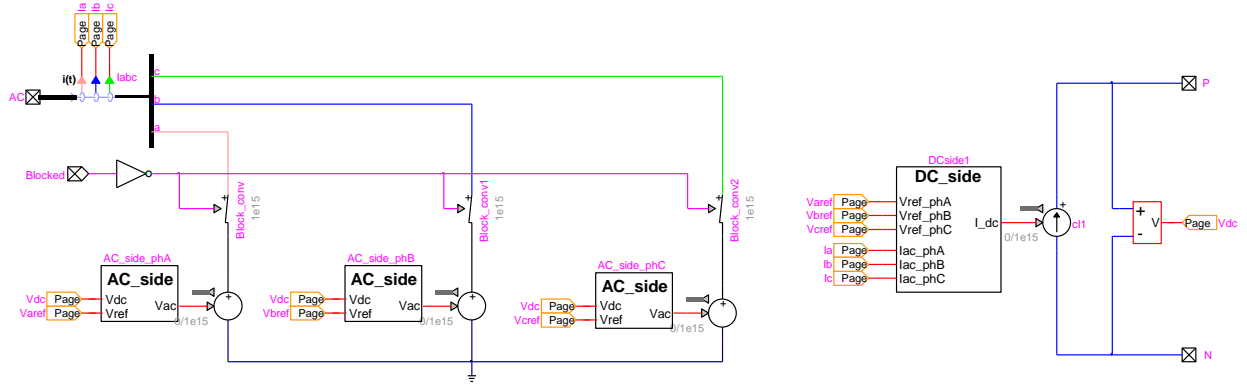 Ia Ib Ic
Page Page Page
i(t) Iabc
AC
c
b
a
Blocked
Block_conv
1e15
Block_conv1
1e15
Block_conv2
1e15
AC_side_phA
AC_side
Vdc Page Vdc
Varef Page Vref
Vac
0/1e15
+
AC_side_phB
AC_side
Vdc Page Vdc
Vbref Page Vref
Vac
0/1e15
+
AC_side_phC
AC_side
Vdc Page Vdc
Vcref Page Vref
Vac
0/1e15
+
DCside1
DC_side
Varef Page Vref_phA
Vbref Page Vref_phB
Vcref Page Vref_phC
I_dc
Ia Page Iac_phA
Ib Page Iac_phB
Ic Page Iac_phC
0/1e15
+
cI1
P
+
-
V
Page Vdc
N